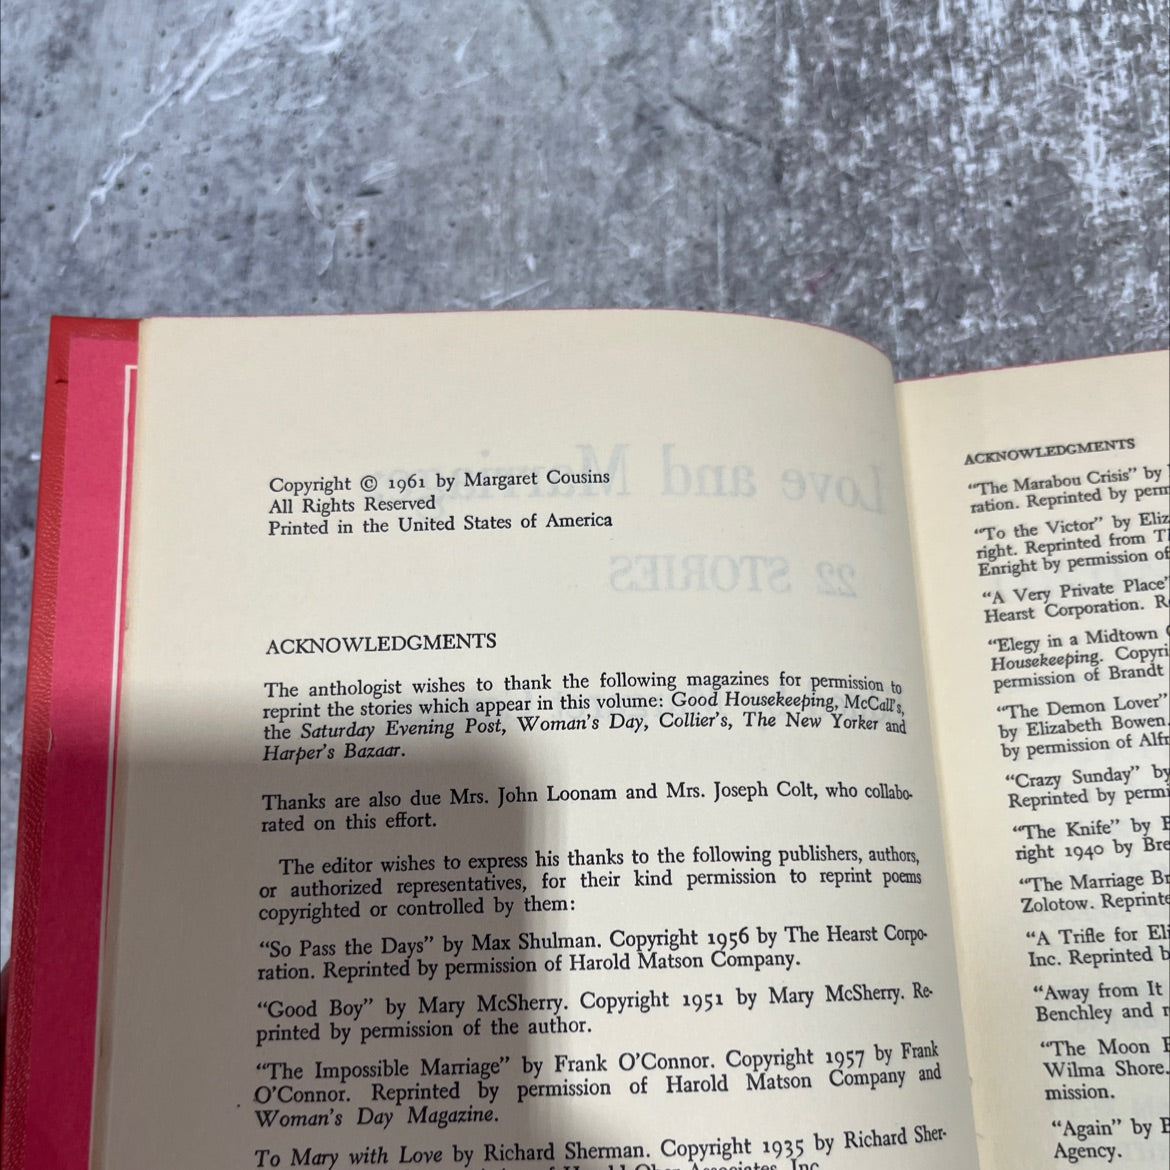 Copyright © 1961 by Margaret Cousins
All Rights Reserved
Printed in the United States of America
Love and Marriage:
22 STORIES
ACKNOWLEDGMENTS
The anthologist wishes to thank the following magazines for permission to
reprint the stories which appear in this volume: Good Housekeeping, McCall's,
the Saturday Evening Post, Woman's Day, Collier's, The New Yorker and
Harper's Bazaar.
Thanks are also due Mrs. John Loonam and Mrs. Joseph Colt, who collabo-
rated on this effort.
The editor wishes to express his thanks to the following publishers, authors,
or authorized representatives, for their kind permission to reprint poems
copyrighted or controlled by them:
“So Pass the Days” by Max Shulman. Copyright 1956 by The Hearst Corpo-
ration. Reprinted by permission of Harold Matson Company.
“Good Boy” by Mary McSherry. Copyright 1951 by Mary McSherry. Re-
printed by permission of the author.
“The Impossible Marriage” by Frank O’Connor. Copyright 1957 by Frank
O’Connor. Reprinted by permission of Harold Matson Company and
Woman’s Day Magazine.
To Mary with Love by Richard Sherman. Copyright 1935 by Richard Sher-
of Harold Ober Associates, Inc.
ACKNOWLEDGMENTS
“The Marabou Crisis” by
ration. Reprinted by perm
“To the Victor” by Eliz
right. Reprinted from T
Enright by permission of
“A Very Private Place”
Hearst Corporation. R
“Elegy in a Midtown
Housekeeping. Copyri
permission of Brandt
“The Demon Lover”
by Elizabeth Bowen.
by permission of Alfr
“Crazy Sunday” by
Reprinted by permi
“The Knife” by
right 1940 by Bre
“The Marriage Br
Zolotow. Reprinte
“A Trifle for Eli
Inc. Reprinted b
“Away from It
Benchley and
“The Moon
Wilma Shore.
mission.
“Again” by
Agency.